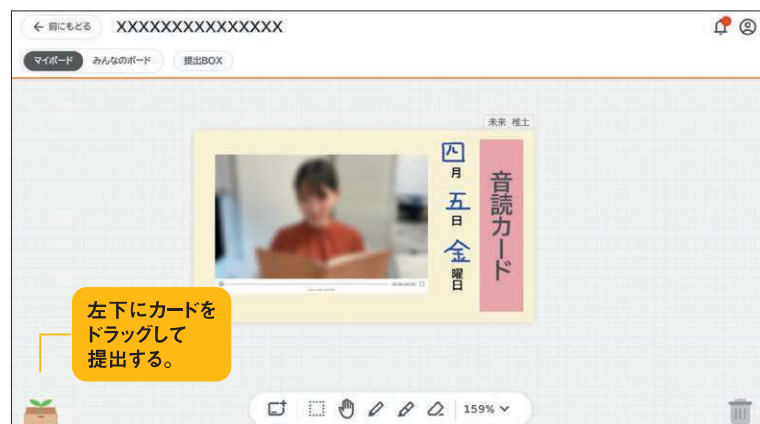 ← 前にもどる
XXXXXXXXXXXXXXX
マイボード
みんなのボード
提出BOX
未来 稚土
音読カード
四月
五日
金曜日
左下にカードを
ドラッグして
提出する。
159%